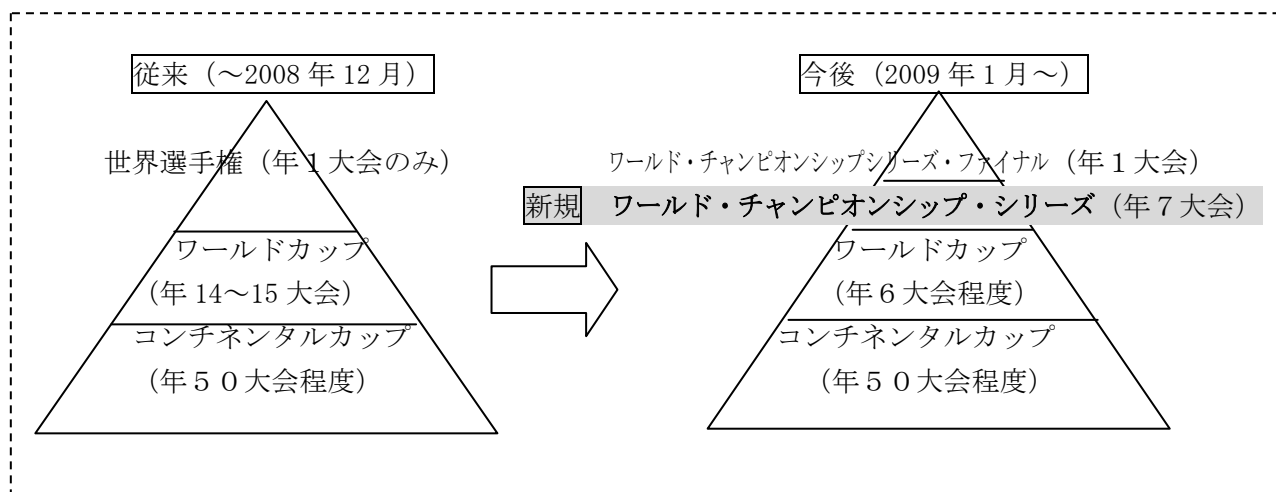 従来（～2008 年 12 月）
世界選手権（年１大会のみ）
ワールドカップ
（年 14～15 大会）
コンチネンタルカップ
（年５０大会程度）
今後（2009 年 1 月～）
ワールド・チャンピオンシップシリーズ・ファイナル（年１大会）
新規　ワールド・チャンピオンシップ・シリーズ（年７大会）
ワールドカップ
（年６大会程度）
コンチネンタルカップ
（年５０大会程度）